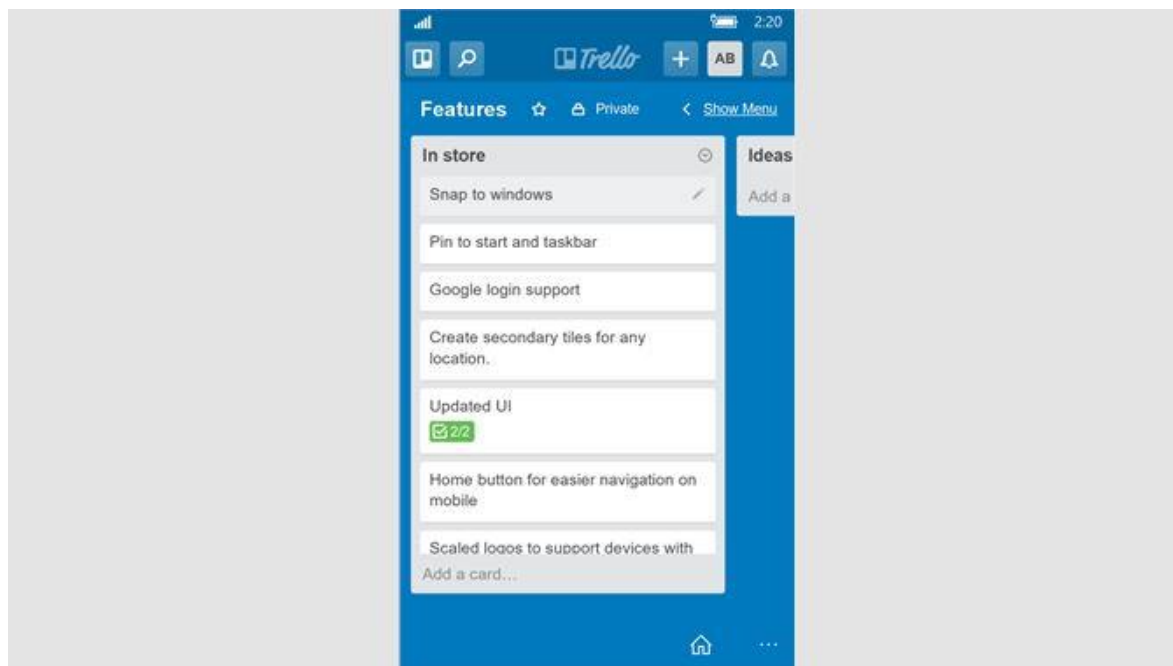 2:20
Trello
AB
Features
Private
Show Menu
In store
Ideas
Snap to windows
Add a
Pin to start and taskbar
Google login support
Create secondary tiles for any
location.
Updated UI
2/2
Home button for easier navigation on
mobile
Scaled logos to support devices with
Add a card...